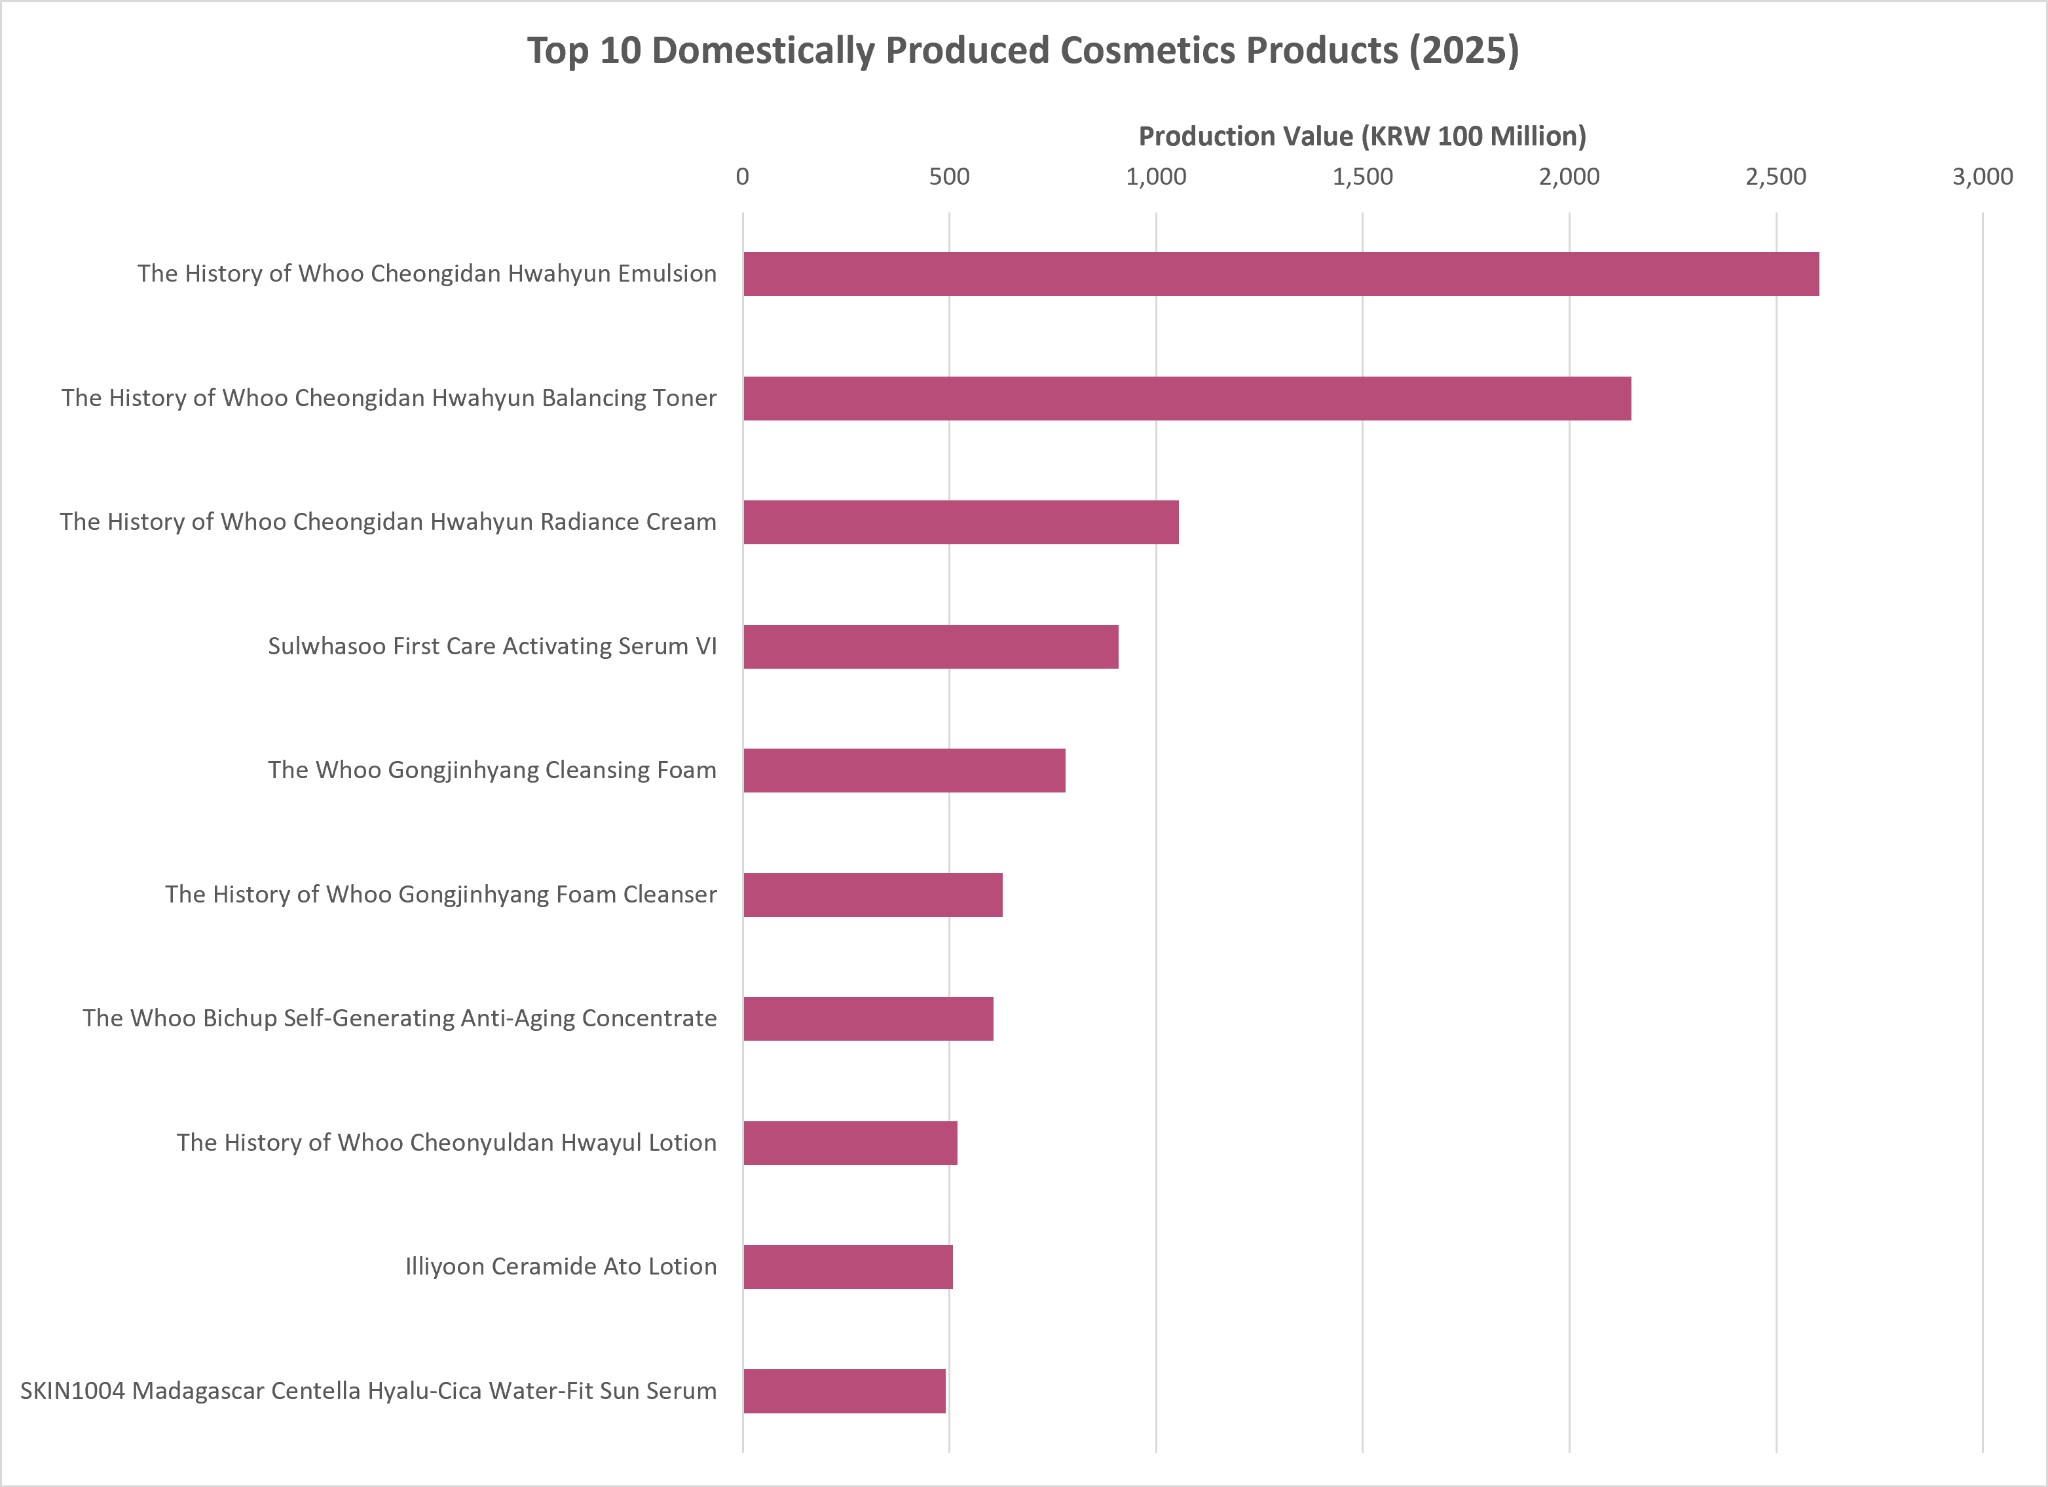 Top 10 Domestically Produced Cosmetics Products (2025)
Production Value (KRW 100 Million)
0 500 1,000 1,500 2,000 2,500 3,000
The History of Whoo Cheongidan Hwahyun Emulsion
The History of Whoo Cheongidan Hwahyun Balancing Toner
The History of Whoo Cheongidan Hwahyun Radiance Cream
Sulwhasoo First Care Activating Serum VI
The Whoo Gongjinhyang Cleansing Foam
The History of Whoo Gongjinhyang Foam Cleanser
The Whoo Bichup Self-Generating Anti-Aging Concentrate
The History of Whoo Cheonyuldan Hwayul Lotion
Illiyoon Ceramide Ato Lotion
SKIN1004 Madagascar Centella Hyalu-Cica Water-Fit Sun Serum